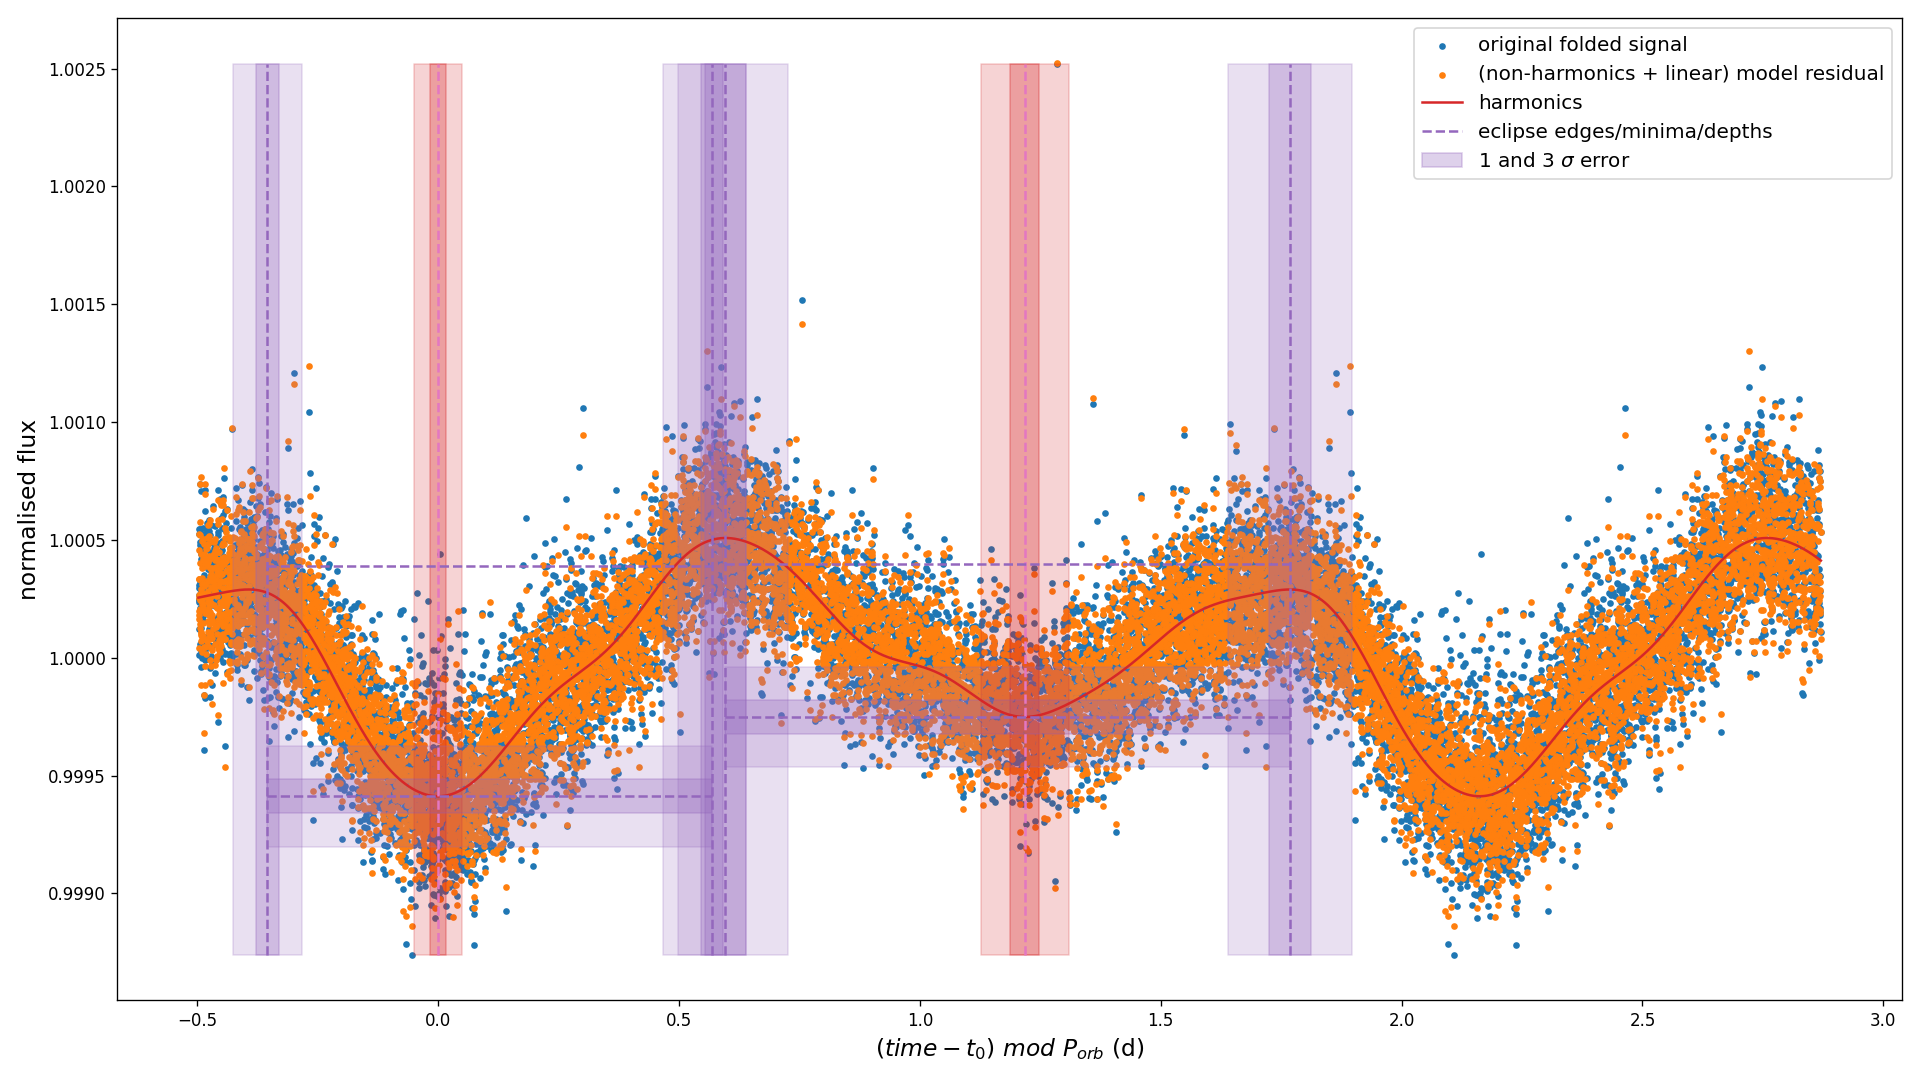 original folded signal
(non-harmonics + linear) model residual
harmonics
eclipse edges/minima/depths
1 and 3 σ error
normalised flux
1.0025
1.0020
1.0015
1.0010
1.0005
1.0000
0.9995
0.9990
−0.5 0.0 0.5 1.0 1.5 2.0 2.5 3.0
(time − t₀) mod Pₒᵣb (d)